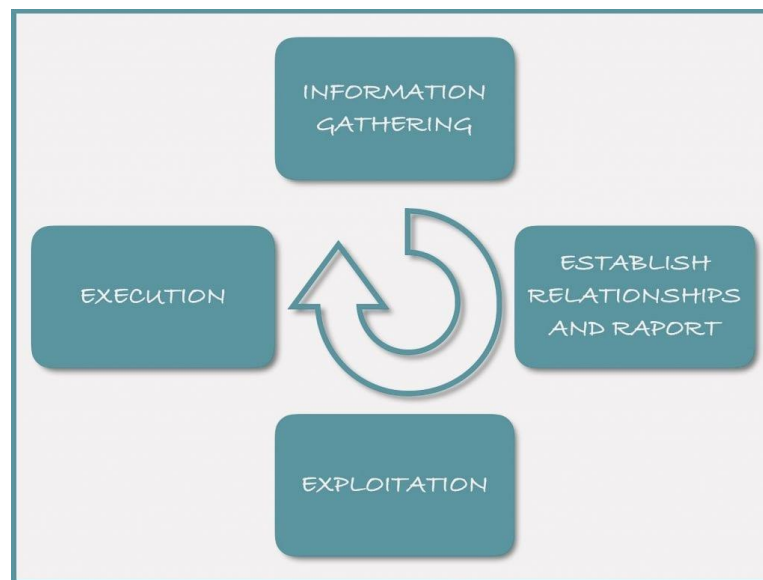 INFORMATION
GATHERING
EXECUTION
ESTABLISH
RELATIONSHIPS
AND RAPORT
EXPLOITATION